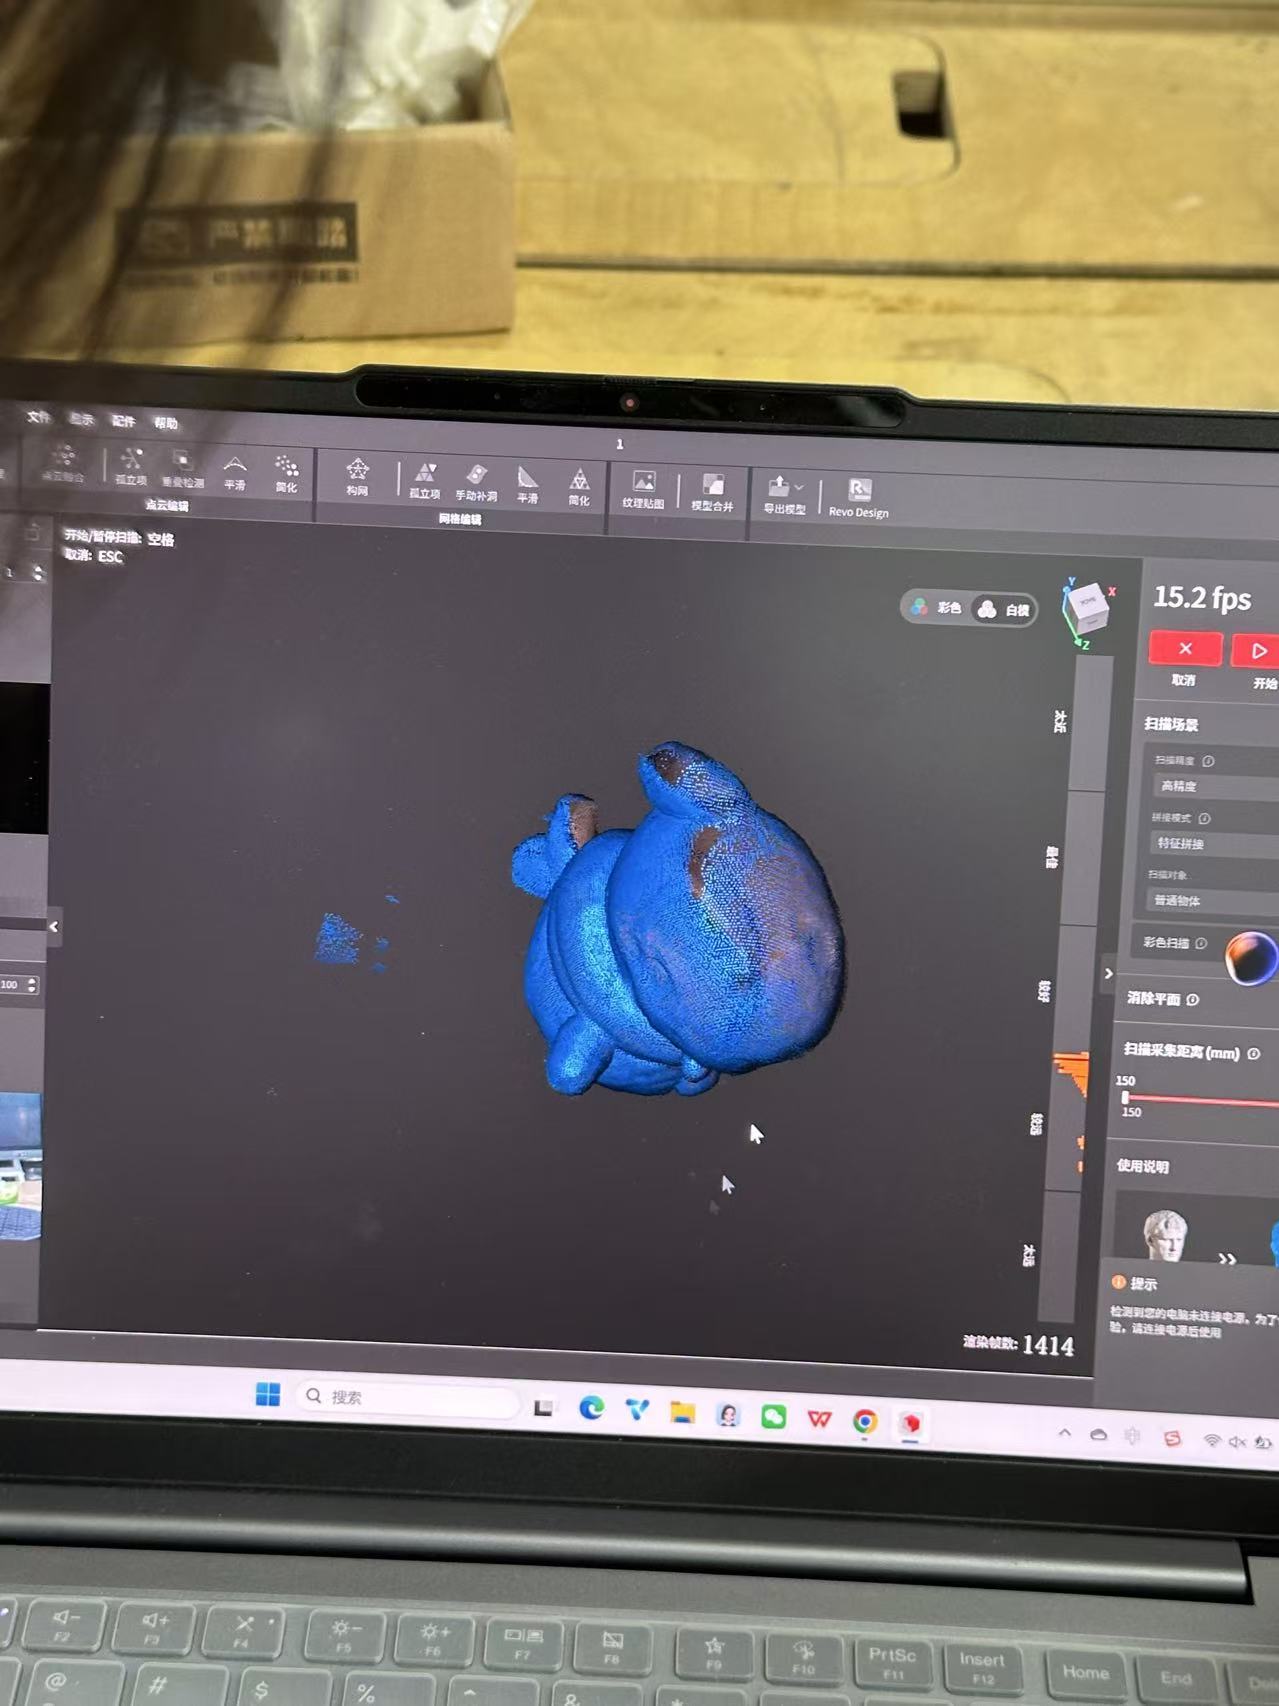 文件 显示 配件 帮助
1
点云融合 孤立项 重叠检测 平滑 简化
点云编辑
构网 孤立项 手动补洞 平滑 简化
网格编辑
纹理贴图 模型合并 导出模型 Revo Design
开始/暂停扫描: 空格
取消: ESC
1
100
彩色 白模
Y X Z
太近
最佳
较好
较远
太远
渲染帧数: 1414
15.2 fps
取消 开始
扫描场景
扫描精度
高精度
拼接模式
特征拼接
扫描对象
普通物体
彩色扫描
消除平面
扫描采集距离(mm)
150
150
使用说明
提示
检测到您的电脑未连接电源，为了
验，请连接电源后使用
搜索
F2 F3 F4 F5 F6 F7 F8 F9 F10 PrtSc F11 Insert F12 Home End
@ # $ % ^ & *